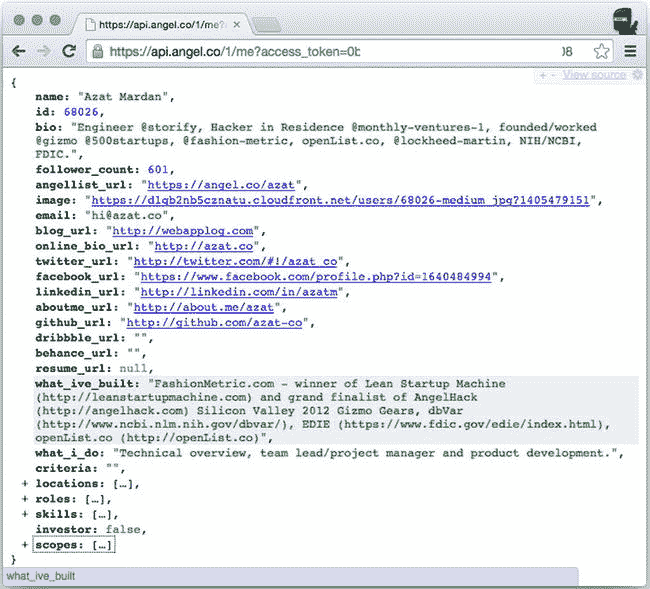 https://api.angel.co/1/me
https://api.angel.co/1/me?access_token=0b 98
+ - View source
{
name: "Azat Mardan",
id: 68026,
bio: "Engineer @storify, Hacker in Residence @monthly-ventures-1, founded/worked
@gizmo @500startups, @fashion-metric, openList.co, @lockheed-martin, NIH/NCBI,
FDIC.",
follower_count: 601,
angellist_url: "https://angel.co/azat",
image: "https://d1qb2nb5cznatu.cloudfront.net/users/68026-medium_jpg?1405479151",
email: "hi@azat.co",
blog_url: "http://webapplog.com",
online_bio_url: "http://azat.co",
twitter_url: "http://twitter.com/#!/azat_co",
facebook_url: "https://www.facebook.com/profile.php?id=1640484994",
linkedin_url: "http://linkedin.com/in/azatm",
aboutme_url: "http://about.me/azat",
github_url: "http://github.com/azat-co",
dribbble_url: "",
behance_url: "",
resume_url: null,
what_ive_built: "FashionMetric.com - winner of Lean Startup Machine
(http://leanstartupmachine.com) and grand finalist of AngelHack
(http://angelhack.com) Silicon Valley 2012 Gizmo Gears, dbVar
(http://www.ncbi.nlm.nih.gov/dbvar/), EDIE (https://www.fdic.gov/edie/index.html),
openList.co (http://openList.co)",
what_i_do: "Technical overview, team lead/project manager and product development.",
criteria: "",
+ locations: […],
+ roles: […],
+ skills: […],
investor: false,
+ scopes: […]
}
what_ive_built